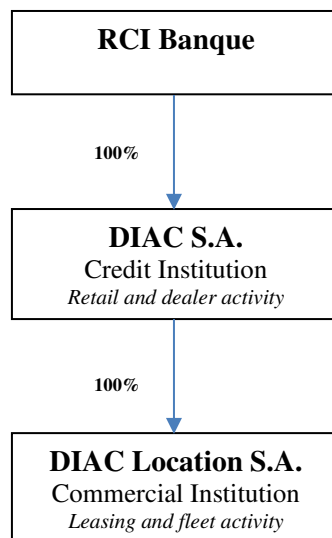 RCI Banque
100%
DIAC S.A.
Credit Institution
Retail and dealer activity
100%
DIAC Location S.A.
Commercial Institution
Leasing and fleet activity